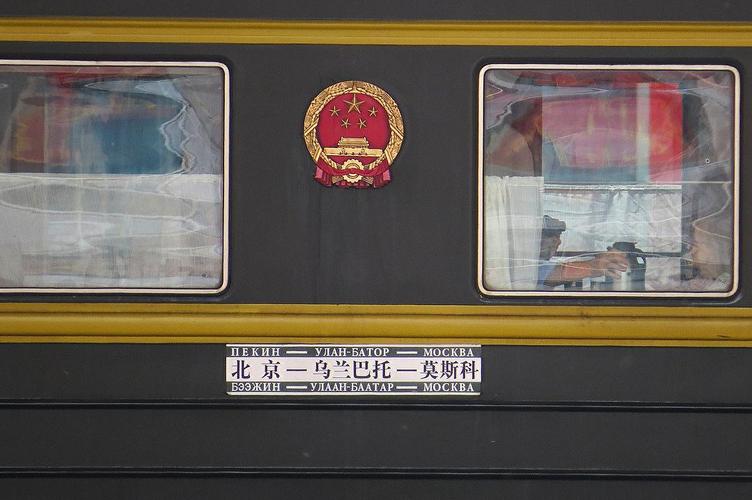 ПЕКИН — УЛАН-БАТОР — МОСКВА
北京—乌兰巴托—莫斯科
БЭЭЖИН — УЛААН-БААТАР — МОСКВА